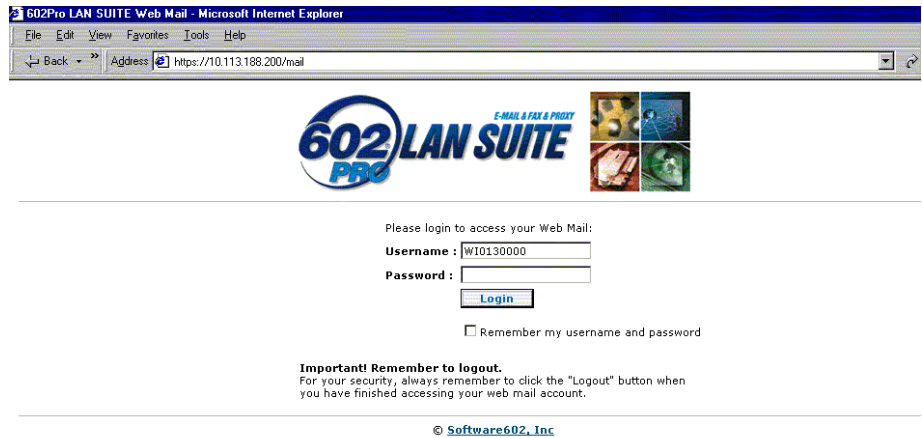 602Pro LAN SUITE Web Mail - Microsoft Internet Explorer
File Edit View Favorites Tools Help
Back » Address https://10.113.188.200/mail
E-MAIL & FAX & PROXY
602 LAN SUITE
PRO
Please login to access your Web Mail:
Username : WI0130000
Password :
Login
Remember my username and password
Important! Remember to logout.
For your security, always remember to click the "Logout" button when
you have finished accessing your web mail account.
© Software602, Inc